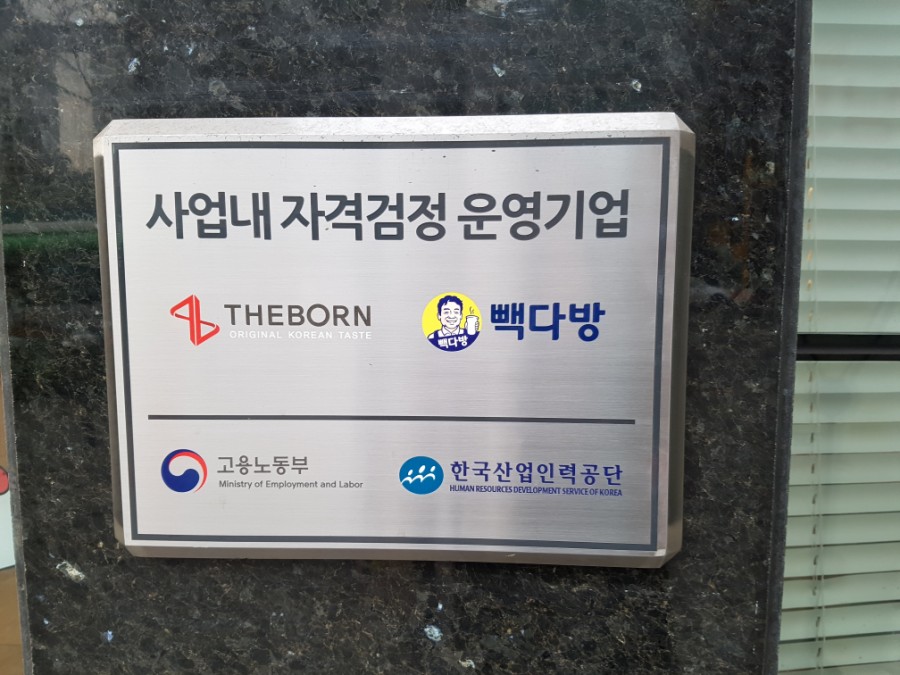 사업내 자격검정 운영기업
THEBORN
ORIGINAL KOREAN TASTE
빽다방
빽다방
고용노동부
Ministry of Employment and Labor
한국산업인력공단
HUMAN RESOURCES DEVELOPMENT SERVICE OF KOREA